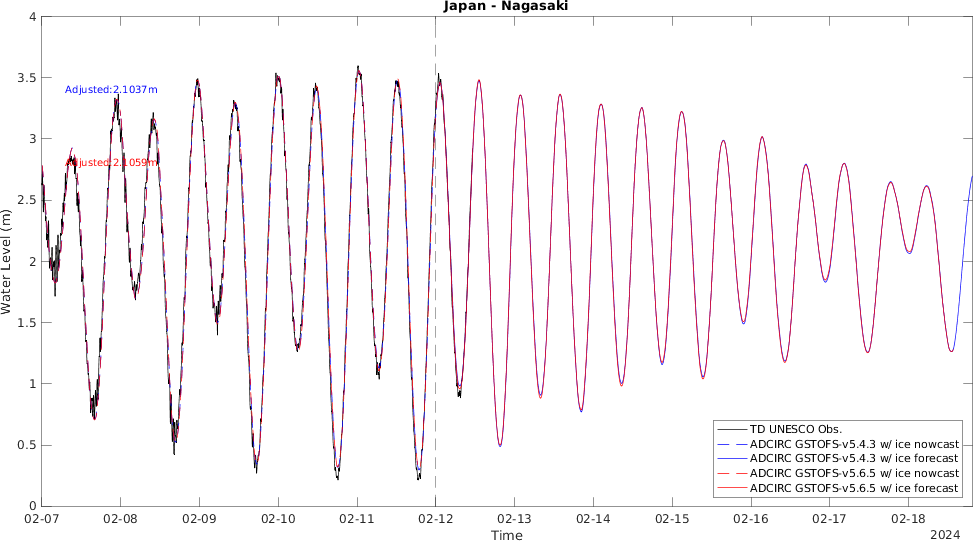 Japan - Nagasaki
4
3.5
3
2.5
2
1.5
1
0.5
0
Water Level (m)
Adjusted:2.1037m
Adjusted:2.1059m
TD UNESCO Obs.
ADCIRC GSTOFS-v5.4.3 w/ ice nowcast
ADCIRC GSTOFS-v5.4.3 w/ ice forecast
ADCIRC GSTOFS-v5.6.5 w/ ice nowcast
ADCIRC GSTOFS-v5.6.5 w/ ice forecast
02-07 02-08 02-09 02-10 02-11 02-12 02-13 02-14 02-15 02-16 02-17 02-18
Time
2024